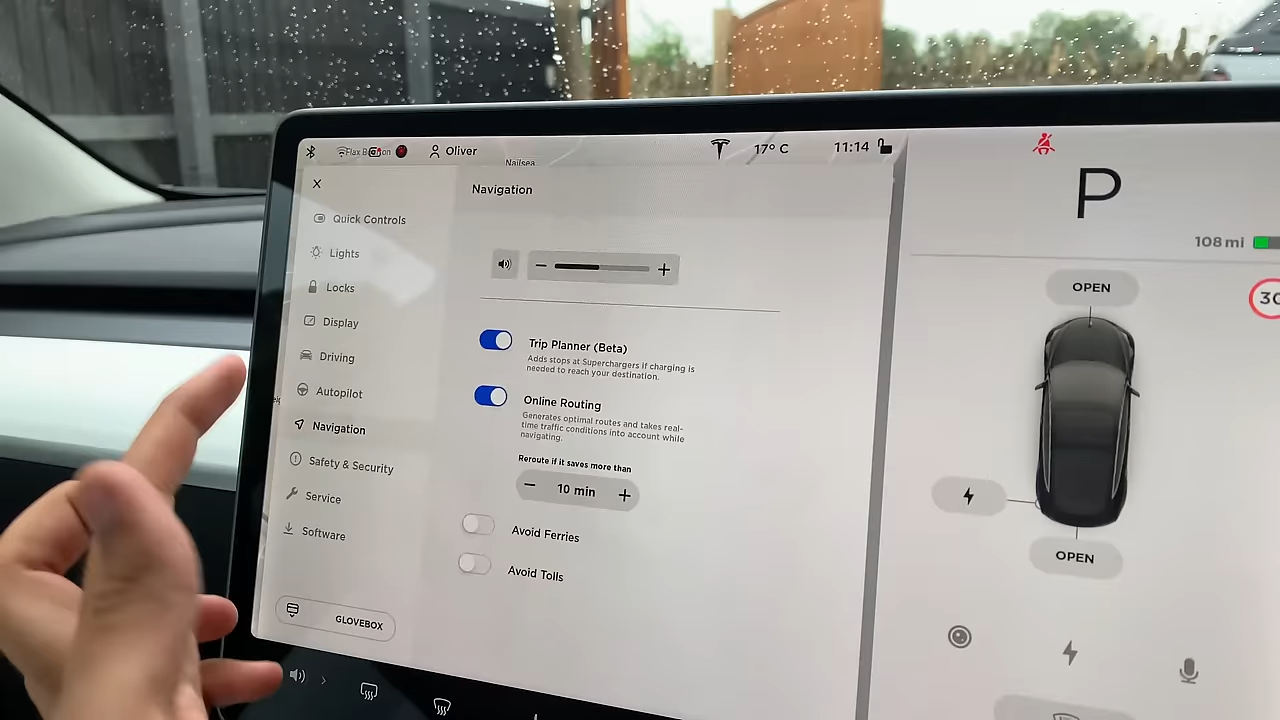 Oliver
Nailsea
17° C
11:14
P
108 mi
Navigation
Quick Controls
Lights
Locks
Display
Driving
Autopilot
Navigation
Safety & Security
Service
Software
GLOVEBOX
Trip Planner (Beta)
Adds stops at Superchargers if charging is
needed to reach your destination.
Online Routing
Generates optimal routes and takes real-
time traffic conditions into account while
navigating.
Reroute if it saves more than
− 10 min +
Avoid Ferries
Avoid Tolls
OPEN
30
OPEN